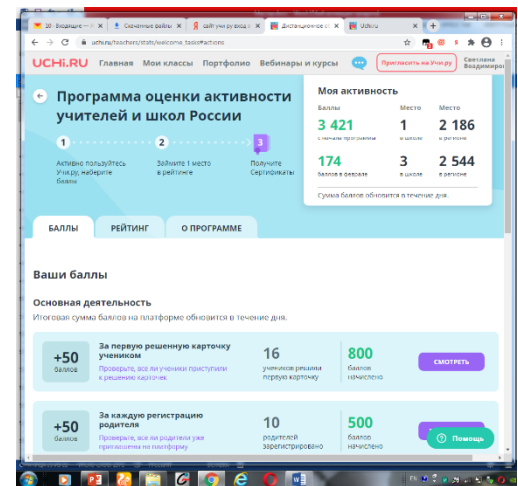 10 - Входящие —
Скачанные файлы
сайт учи ру вход
Дистанционное
Uchi.ru
uchi.ru/teachers/stats/welcome_tasks#actions
UCHi.RU Главная Мои классы Портфолио Вебинары и курсы
Пригласить на Учи.ру
Светлана
Владимиров
Программа оценки активности
учителей и школ России
1 2 3
Активно пользуйтесь
Учи.ру, наберите
баллы
Займите 1 место
в рейтинге
Получите
Сертификаты
Моя активность
Баллы Место Место
3 421 1 2 186
с начала программы в школе в регионе
174 3 2 544
баллов в феврале в школе в регионе
Сумма баллов обновится в течение дня.
БАЛЛЫ РЕЙТИНГ О ПРОГРАММЕ
Ваши баллы
Основная деятельность
Итоговая сумма баллов на платформе обновится в течение дня.
+50
баллов
За первую решенную карточку
учеником
Проверьте, все ли ученики приступили
к решению карточек
16
учеников решили
первую карточку
800
баллов
начислено
СМОТРЕТЬ
+50
баллов
За каждую регистрацию
родителя
Проверьте, все ли родители уже
приглашены на платформу
10
родителей
зарегистрировано
500
баллов
начислено
Помощь